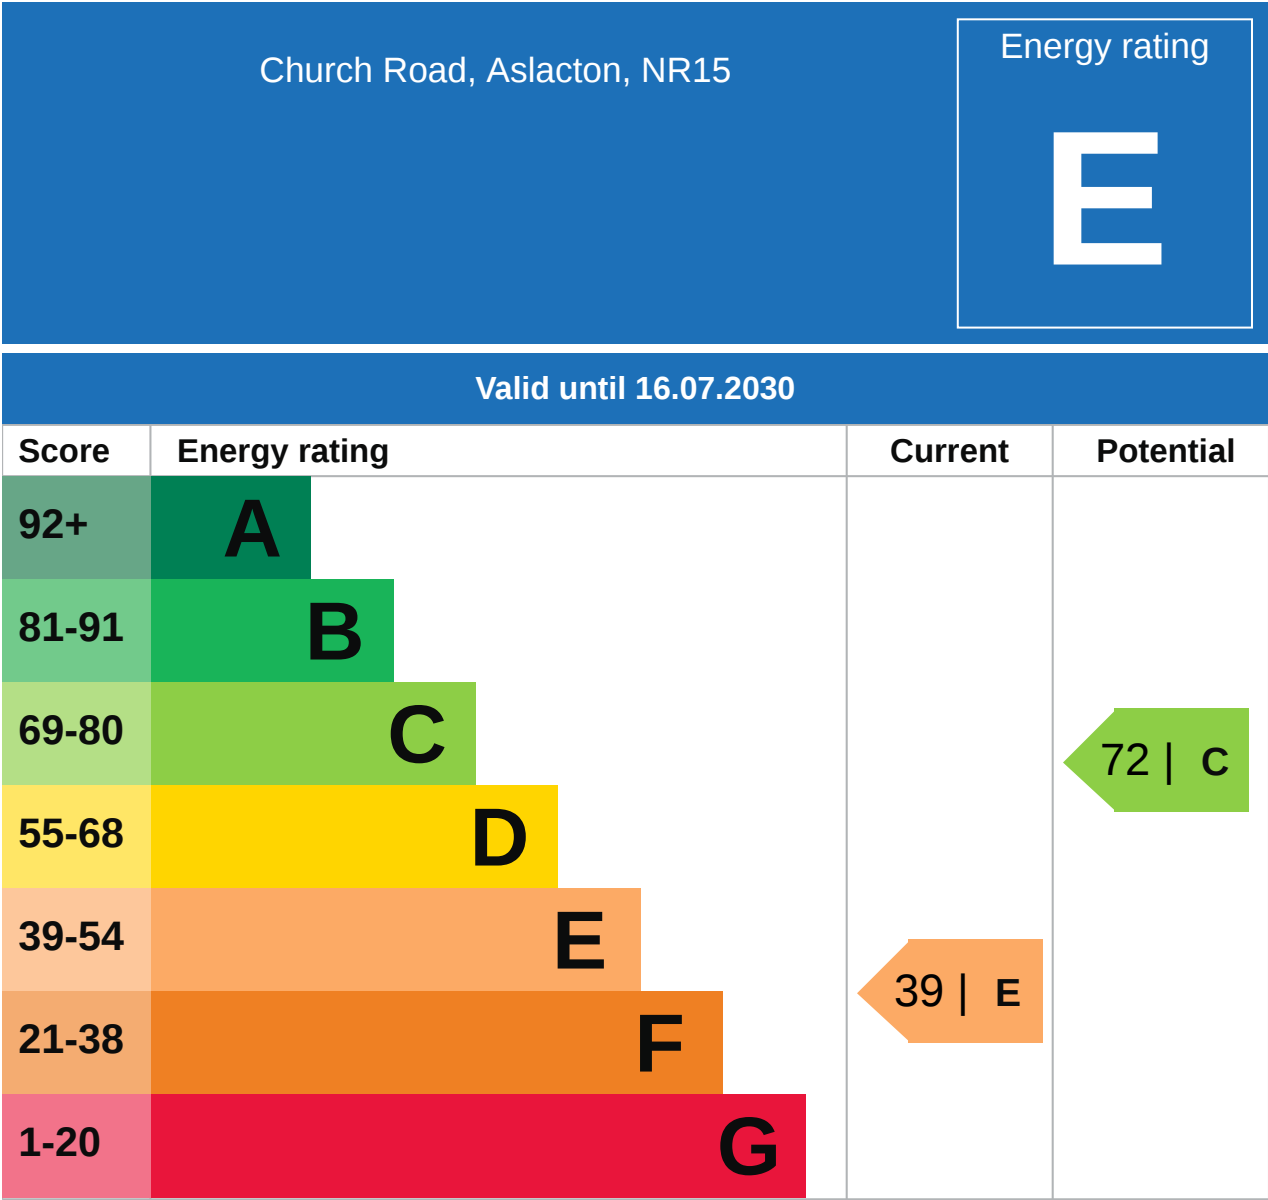 Church Road, Aslacton, NR15
Energy rating
E
Valid until 16.07.2030
Score Energy rating Current Potential
92+ A
81-91 B
69-80 C
72 | C
55-68 D
39-54 E
39 | E
21-38 F
1-20 G